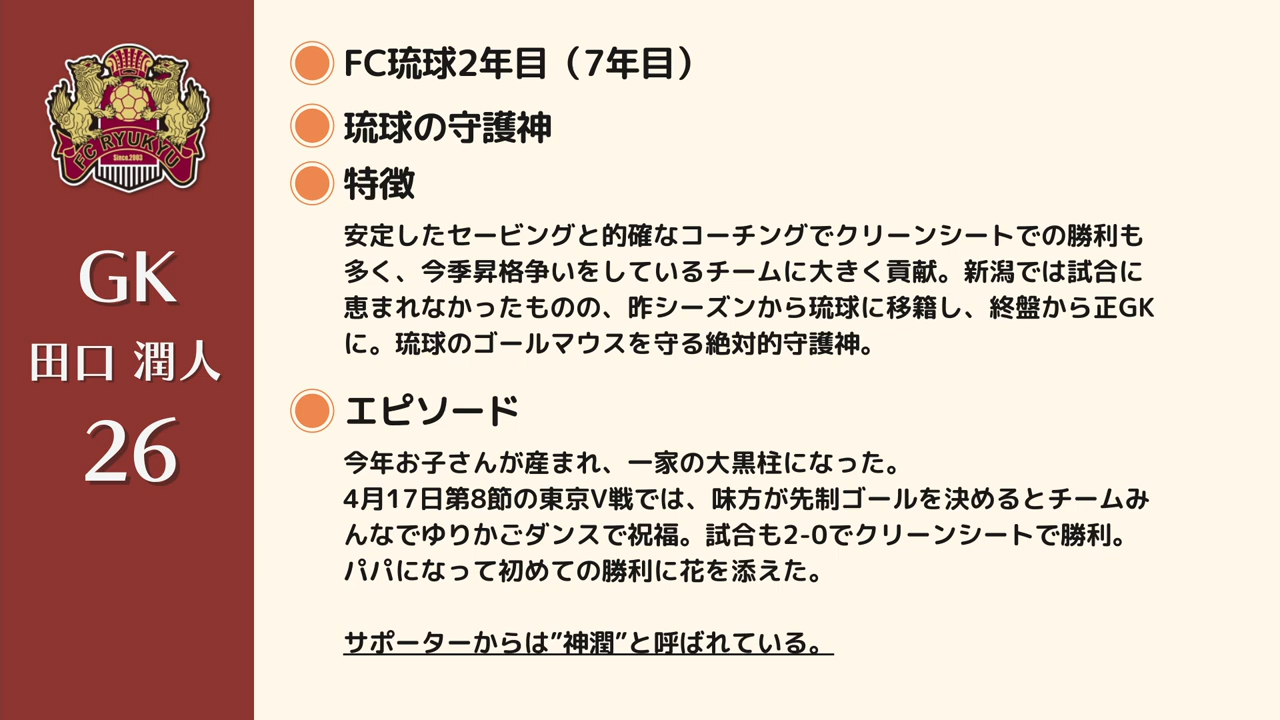 FC RYUKYU
Since.2003
GK
田口 潤人
26
FC琉球2年目（7年目）
琉球の守護神
特徴
安定したセービングと的確なコーチングでクリーンシートでの勝利も
多く、今季昇格争いをしているチームに大きく貢献。新潟では試合に
恵まれなかったものの、昨シーズンから琉球に移籍し、終盤から正GK
に。琉球のゴールマウスを守る絶対的守護神。
エピソード
今年お子さんが産まれ、一家の大黒柱になった。
4月17日第8節の東京V戦では、味方が先制ゴールを決めるとチームみ
んなでゆりかごダンスで祝福。試合も2-0でクリーンシートで勝利。
パパになって初めての勝利に花を添えた。
サポーターからは”神潤”と呼ばれている。